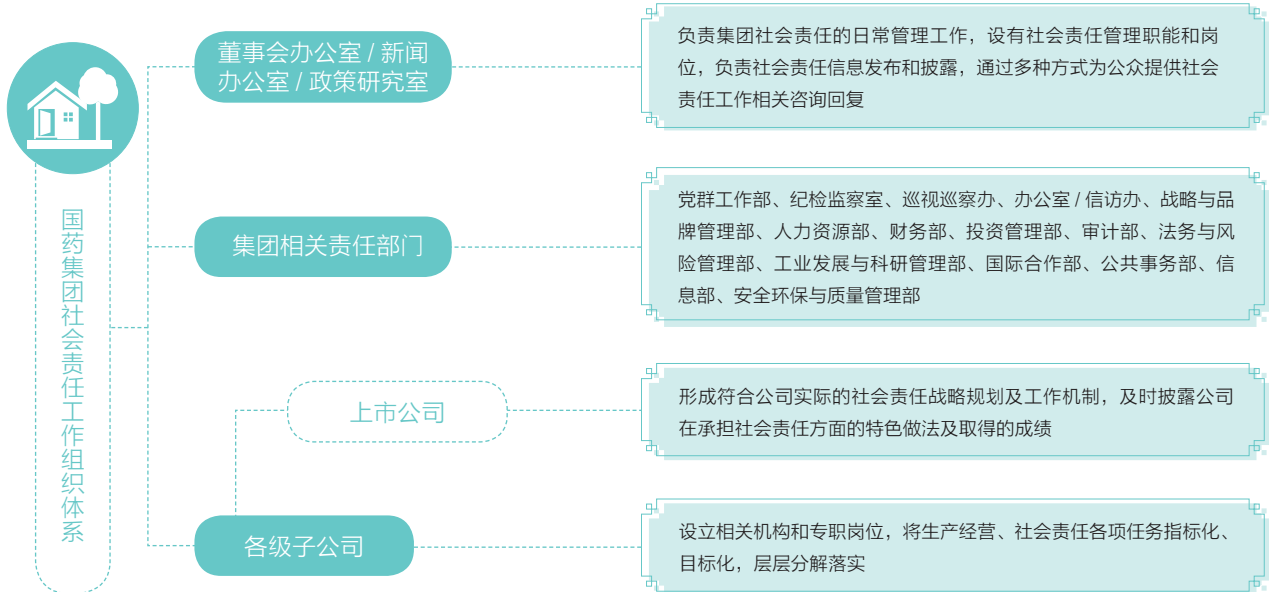 国药集团社会责任工作组织体系
董事会办公室 / 新闻
办公室 / 政策研究室
负责集团社会责任的日常管理工作，设有社会责任管理职能和岗
位，负责社会责任信息发布和披露，通过多种方式为公众提供社会
责任工作相关咨询回复
集团相关责任部门
党群工作部、纪检监察室、巡视巡察办、办公室 / 信访办、战略与品
牌管理部、人力资源部、财务部、投资管理部、审计部、法务与风
险管理部、工业发展与科研管理部、国际合作部、公共事务部、信
息部、安全环保与质量管理部
上市公司
形成符合公司实际的社会责任战略规划及工作机制，及时披露公司
在承担社会责任方面的特色做法及取得的成绩
各级子公司
设立相关机构和专职岗位，将生产经营、社会责任各项任务指标化、
目标化，层层分解落实